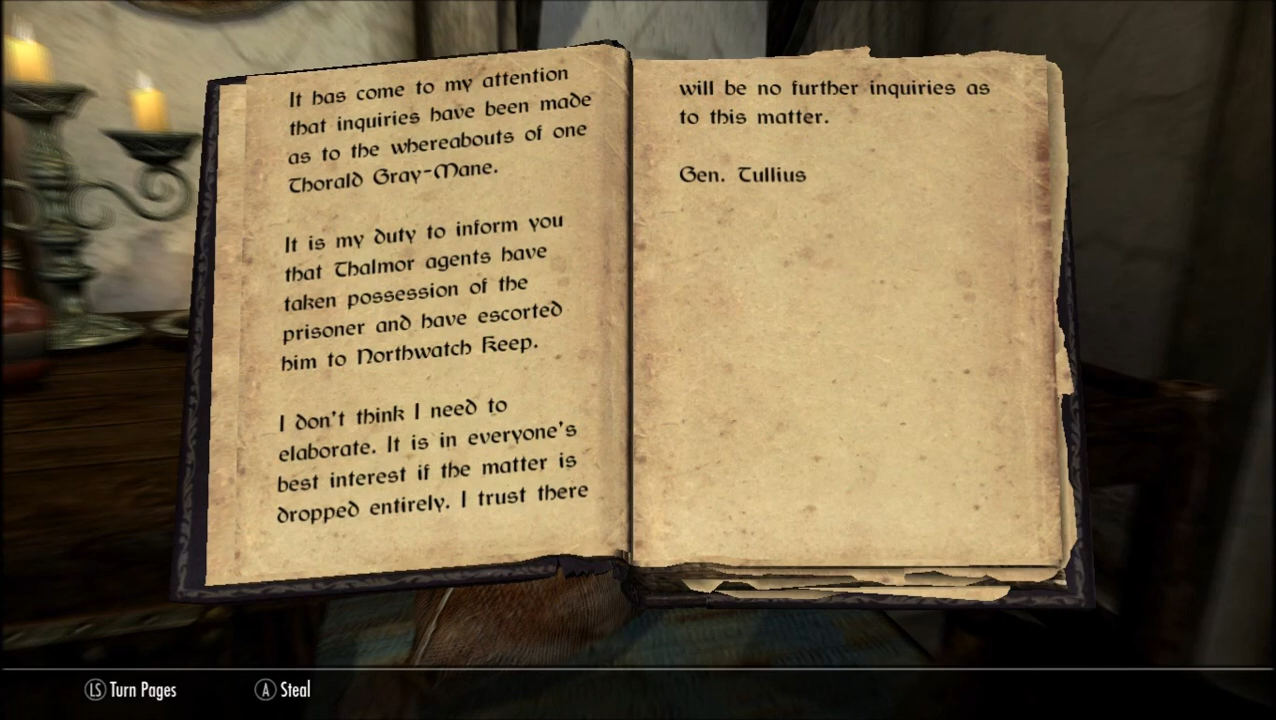 It has come to my attention
that inquiries have been made
as to the whereabouts of one
Thorald Gray-Mane.
It is my duty to inform you
that Thalmor agents have
taken possession of the
prisoner and have escorted
him to Northwatch Keep.
I don't think I need to
elaborate. It is in everyone's
best interest if the matter is
dropped entirely. I trust there
will be no further inquiries as
to this matter.
Gen. Tullius
LS Turn Pages
A Steal